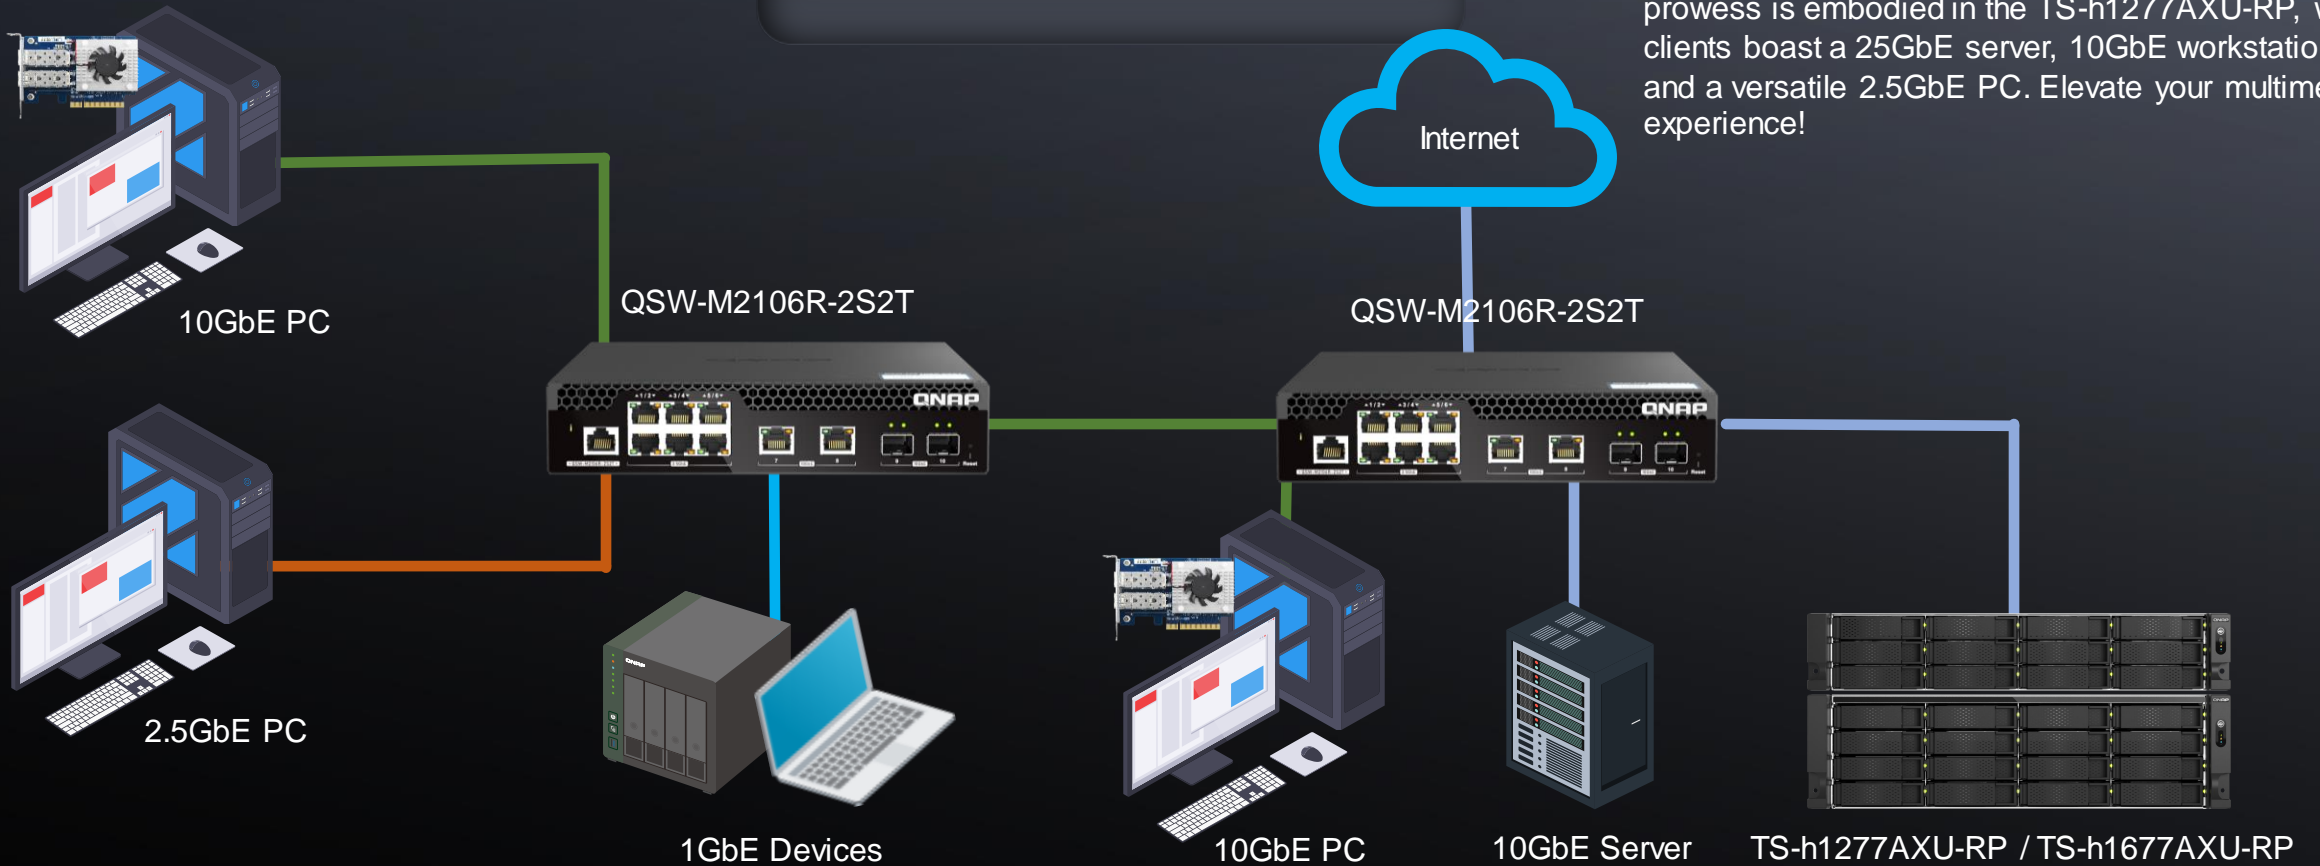 prowess is embodied in the TS-h1277AXU-RP,
clients boast a 25GbE server, 10GbE
and a versatile 2.5GbE PC. Elevate your
experience!
Internet
10GbE PC
QSW-M2106R-2S2T
QSW-M2106R-2S2T
QNAP
QNAP
2.5GbE PC
QNAP
1GbE Devices
10GbE PC
10GbE Server
TS-h1277AXU-RP / TS-h1677AXU-RP